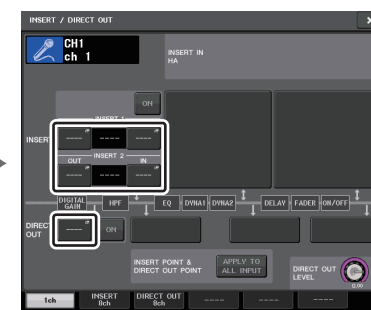 INSERT / DIRECT OUT
CH1
ch 1
INSERT IN
HA
ON
INSERT 1
INSERT
---- ---- ----
OUT INSERT 2 IN
---- ---- ----
DIGITAL GAIN HPF EQ DYNA1 DYNA2 DELAY FADER ON/OFF
DIRECT OUT
---- ON
INSERT POINT
DIRECT OUT POINT
APPLY TO
ALL INPUT
DIRECT OUT
LEVEL
0.00
1ch
INSERT
8ch
DIRECT OUT
8ch
---- ---- ----